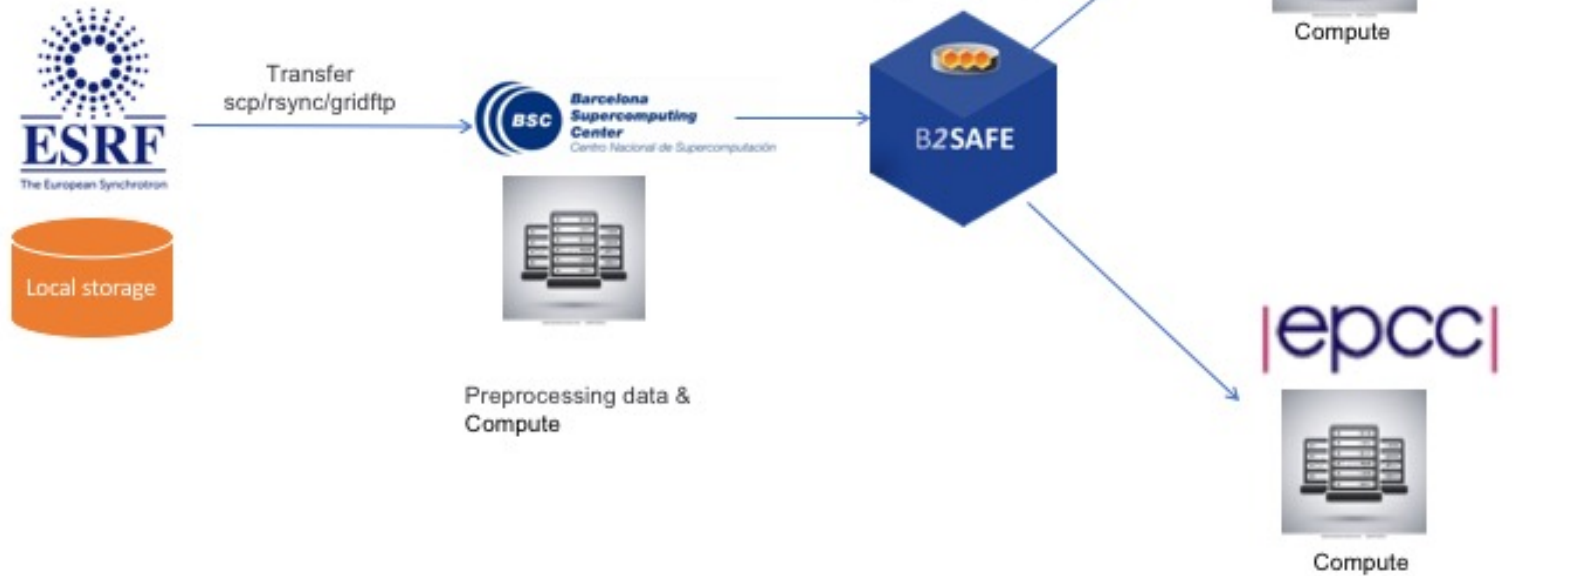 ESRF
The European Synchrotron
Local storage
Transfer
scp/rsync/gridftp
BSC
Barcelona
Supercomputing
Center
Centro Nacional de Supercomputación
Preprocessing data &
Compute
B2SAFE
Compute
|epcc|
Compute